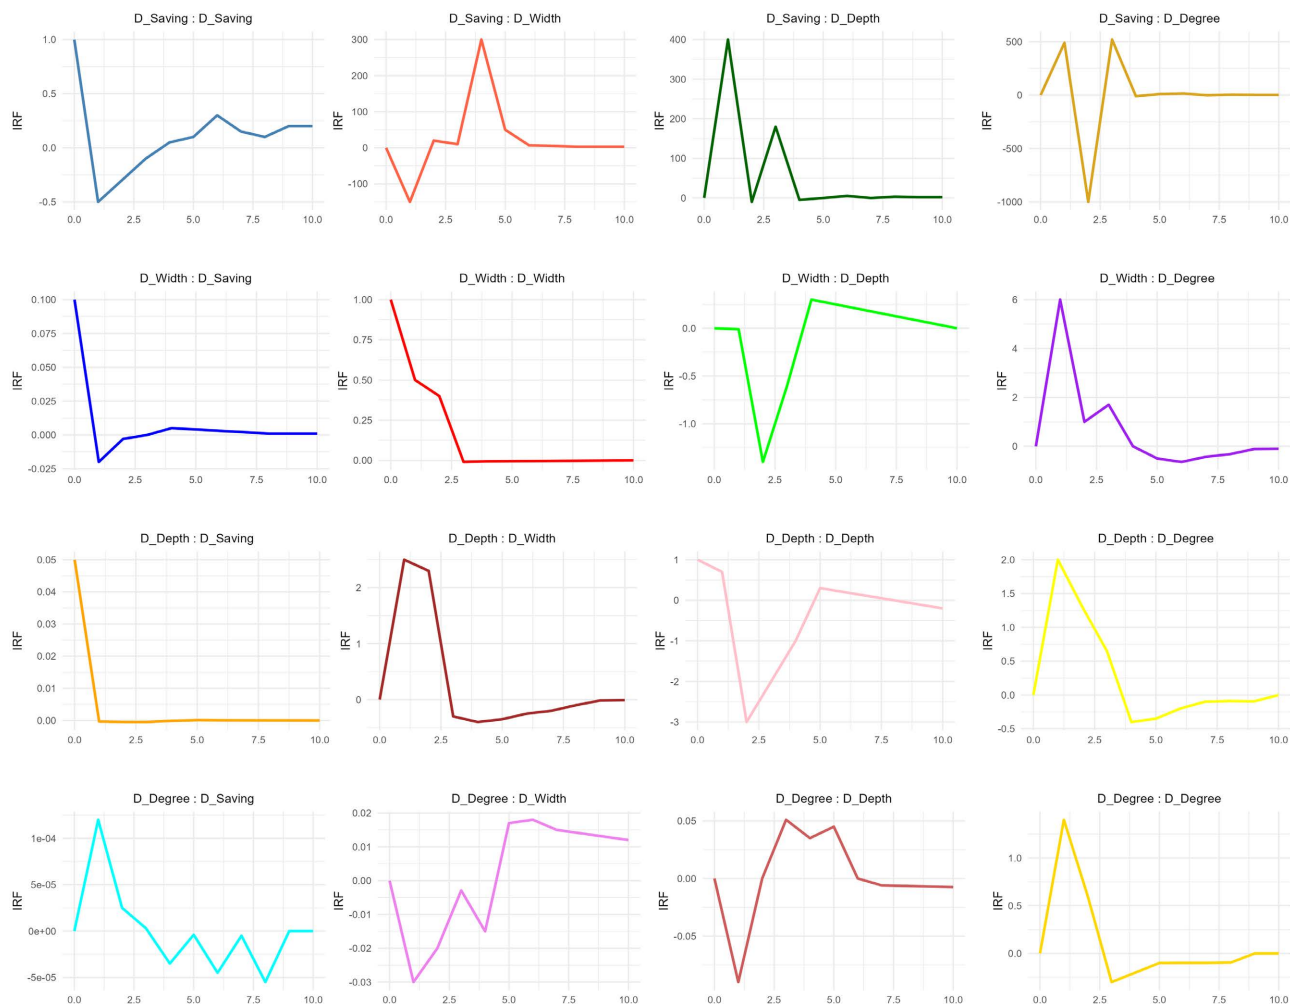 D_Saving : D_Saving
1.0
0.5
IRF
0.0
-0.5
0.0 2.5 5.0 7.5 10.0
D_Saving : D_Width
300
200
100
IRF
0
-100
0.0 2.5 5.0 7.5 10.0
D_Saving : D_Depth
400
300
200
IRF
100
0
0.0 2.5 5.0 7.5 10.0
D_Saving : D_Degree
500
0
IRF
-500
-1000
0.0 2.5 5.0 7.5 10.0
D_Width : D_Saving
0.100
0.075
0.050
IRF
0.025
0.000
-0.025
0.0 2.5 5.0 7.5 10.0
D_Width : D_Width
1.00
0.75
0.50
IRF
0.25
0.00
0.0 2.5 5.0 7.5 10.0
D_Width : D_Depth
0.0
IRF
-0.5
-1.0
0.0 2.5 5.0 7.5 10.0
D_Width : D_Degree
6
4
IRF
2
0
0.0 2.5 5.0 7.5 10.0
D_Depth : D_Saving
0.05
0.04
0.03
IRF
0.02
0.01
0.00
0.0 2.5 5.0 7.5 10.0
D_Depth : D_Width
2
IRF
1
0
0.0 2.5 5.0 7.5 10.0
D_Depth : D_Depth
1
0
IRF
-1
-2
-3
0.0 2.5 5.0 7.5 10.0
D_Depth : D_Degree
2.0
1.5
1.0
IRF
0.5
0.0
-0.5
0.0 2.5 5.0 7.5 10.0
D_Degree : D_Saving
1e-04
5e-05
IRF
0e+00
-5e-05
0.0 2.5 5.0 7.5 10.0
D_Degree : D_Width
0.02
0.01
0.00
IRF
-0.01
-0.02
-0.03
0.0 2.5 5.0 7.5 10.0
D_Degree : D_Depth
0.05
0.00
IRF
-0.05
0.0 2.5 5.0 7.5 10.0
D_Degree : D_Degree
1.0
0.5
IRF
0.0
0.0 2.5 5.0 7.5 10.0